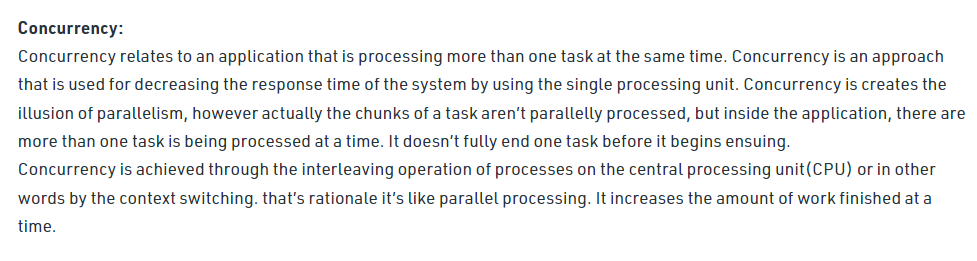 Concurrency:
Concurrency relates to an application that is processing more than one task at the same time. Concurrency is an approach
that is used for decreasing the response time of the system by using the single processing unit. Concurrency is creates the
illusion of parallelism, however actually the chunks of a task aren’t parallelly processed, but inside the application, there are
more than one task is being processed at a time. It doesn’t fully end one task before it begins ensuing.
Concurrency is achieved through the interleaving operation of processes on the central processing unit(CPU) or in other
words by the context switching. that’s rationale it’s like parallel processing. It increases the amount of work finished at a
time.